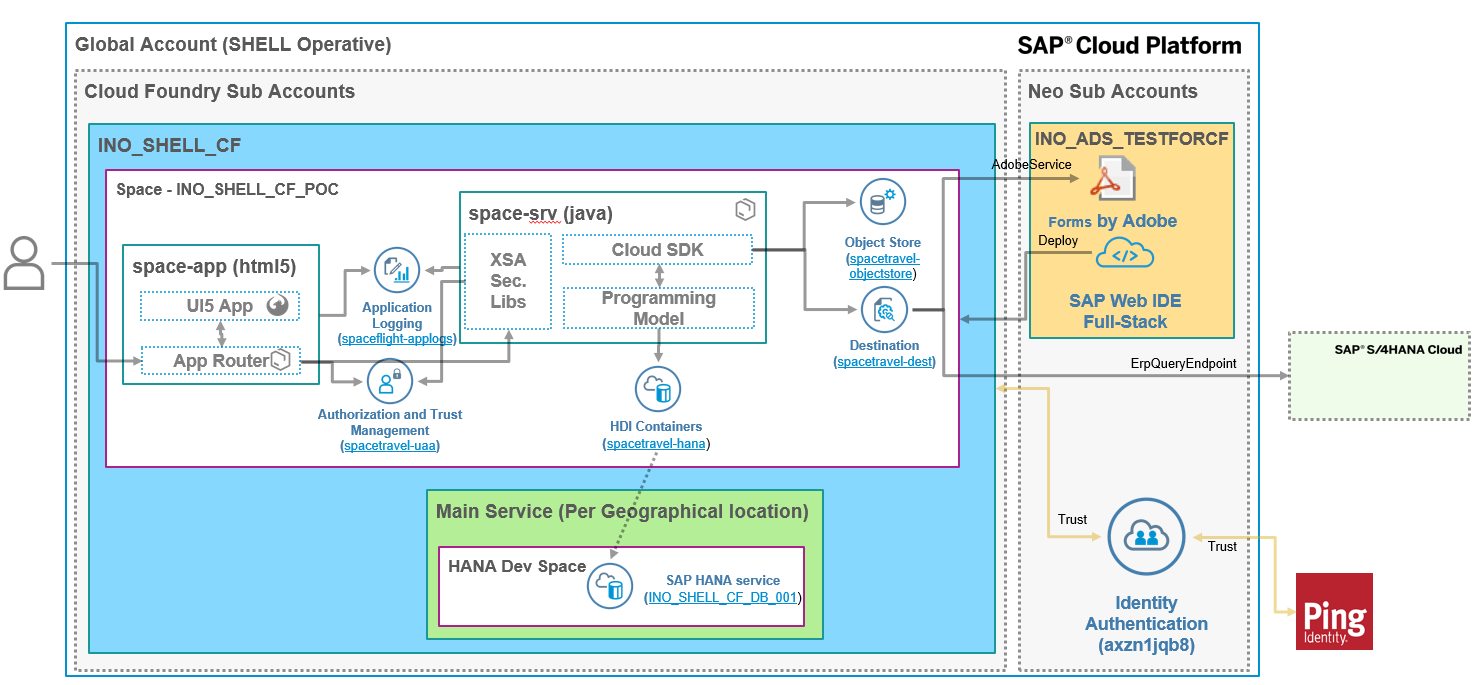 Global Account (SHELL Operative)
SAP® Cloud Platform
Cloud Foundry Sub Accounts
Neo Sub Accounts
INO_SHELL_CF
INO_ADS_TESTFORCF
Space - INO_SHELL_CF_POC
AdobeService
Forms by Adobe
Deploy
</>
SAP Web IDE
Full-Stack
space-app (html5)
UI5 App
App Router
Application
Logging
(spaceflight-applogs)
Authorization and Trust
Management
(spacetravel-uaa)
space-srv (java)
XSA
Sec.
Libs
Cloud SDK
Programming
Model
HDI Containers
(spacetravel-hana)
Object Store
(spacetravel-
objectstore)
Destination
(spacetravel-dest)
ErpQueryEndpoint
SAP® S/4HANA Cloud
Main Service (Per Geographical location)
HANA Dev Space
SAP HANA service
(INO_SHELL_CF_DB_001)
Trust
Trust
Identity
Authentication
(axzn1jqb8)
Ping
Identity.